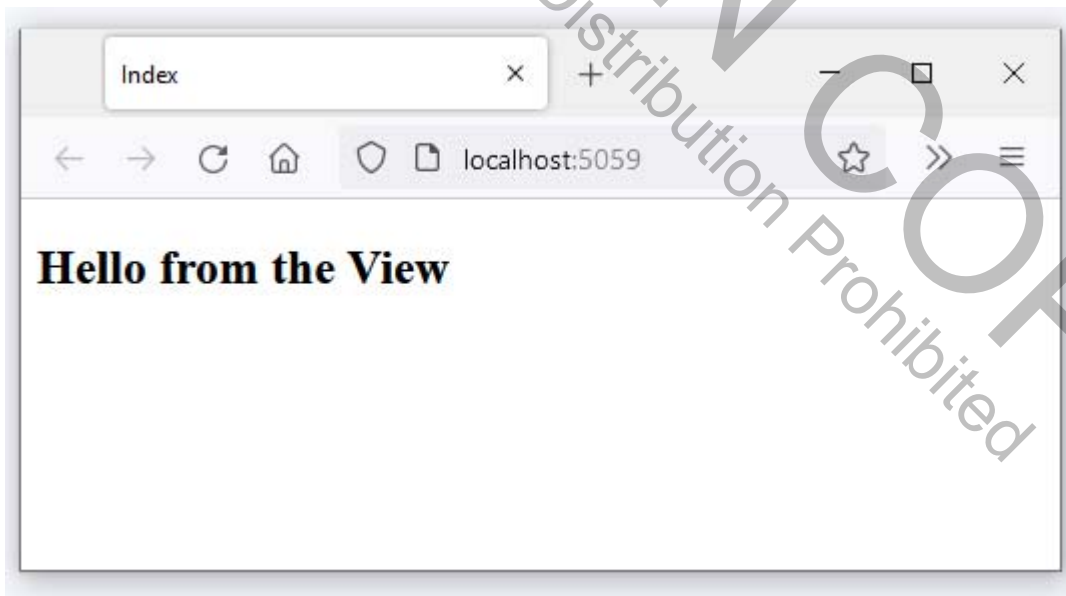 Index
localhost:5059
Hello from the View
Distribution Prohibited